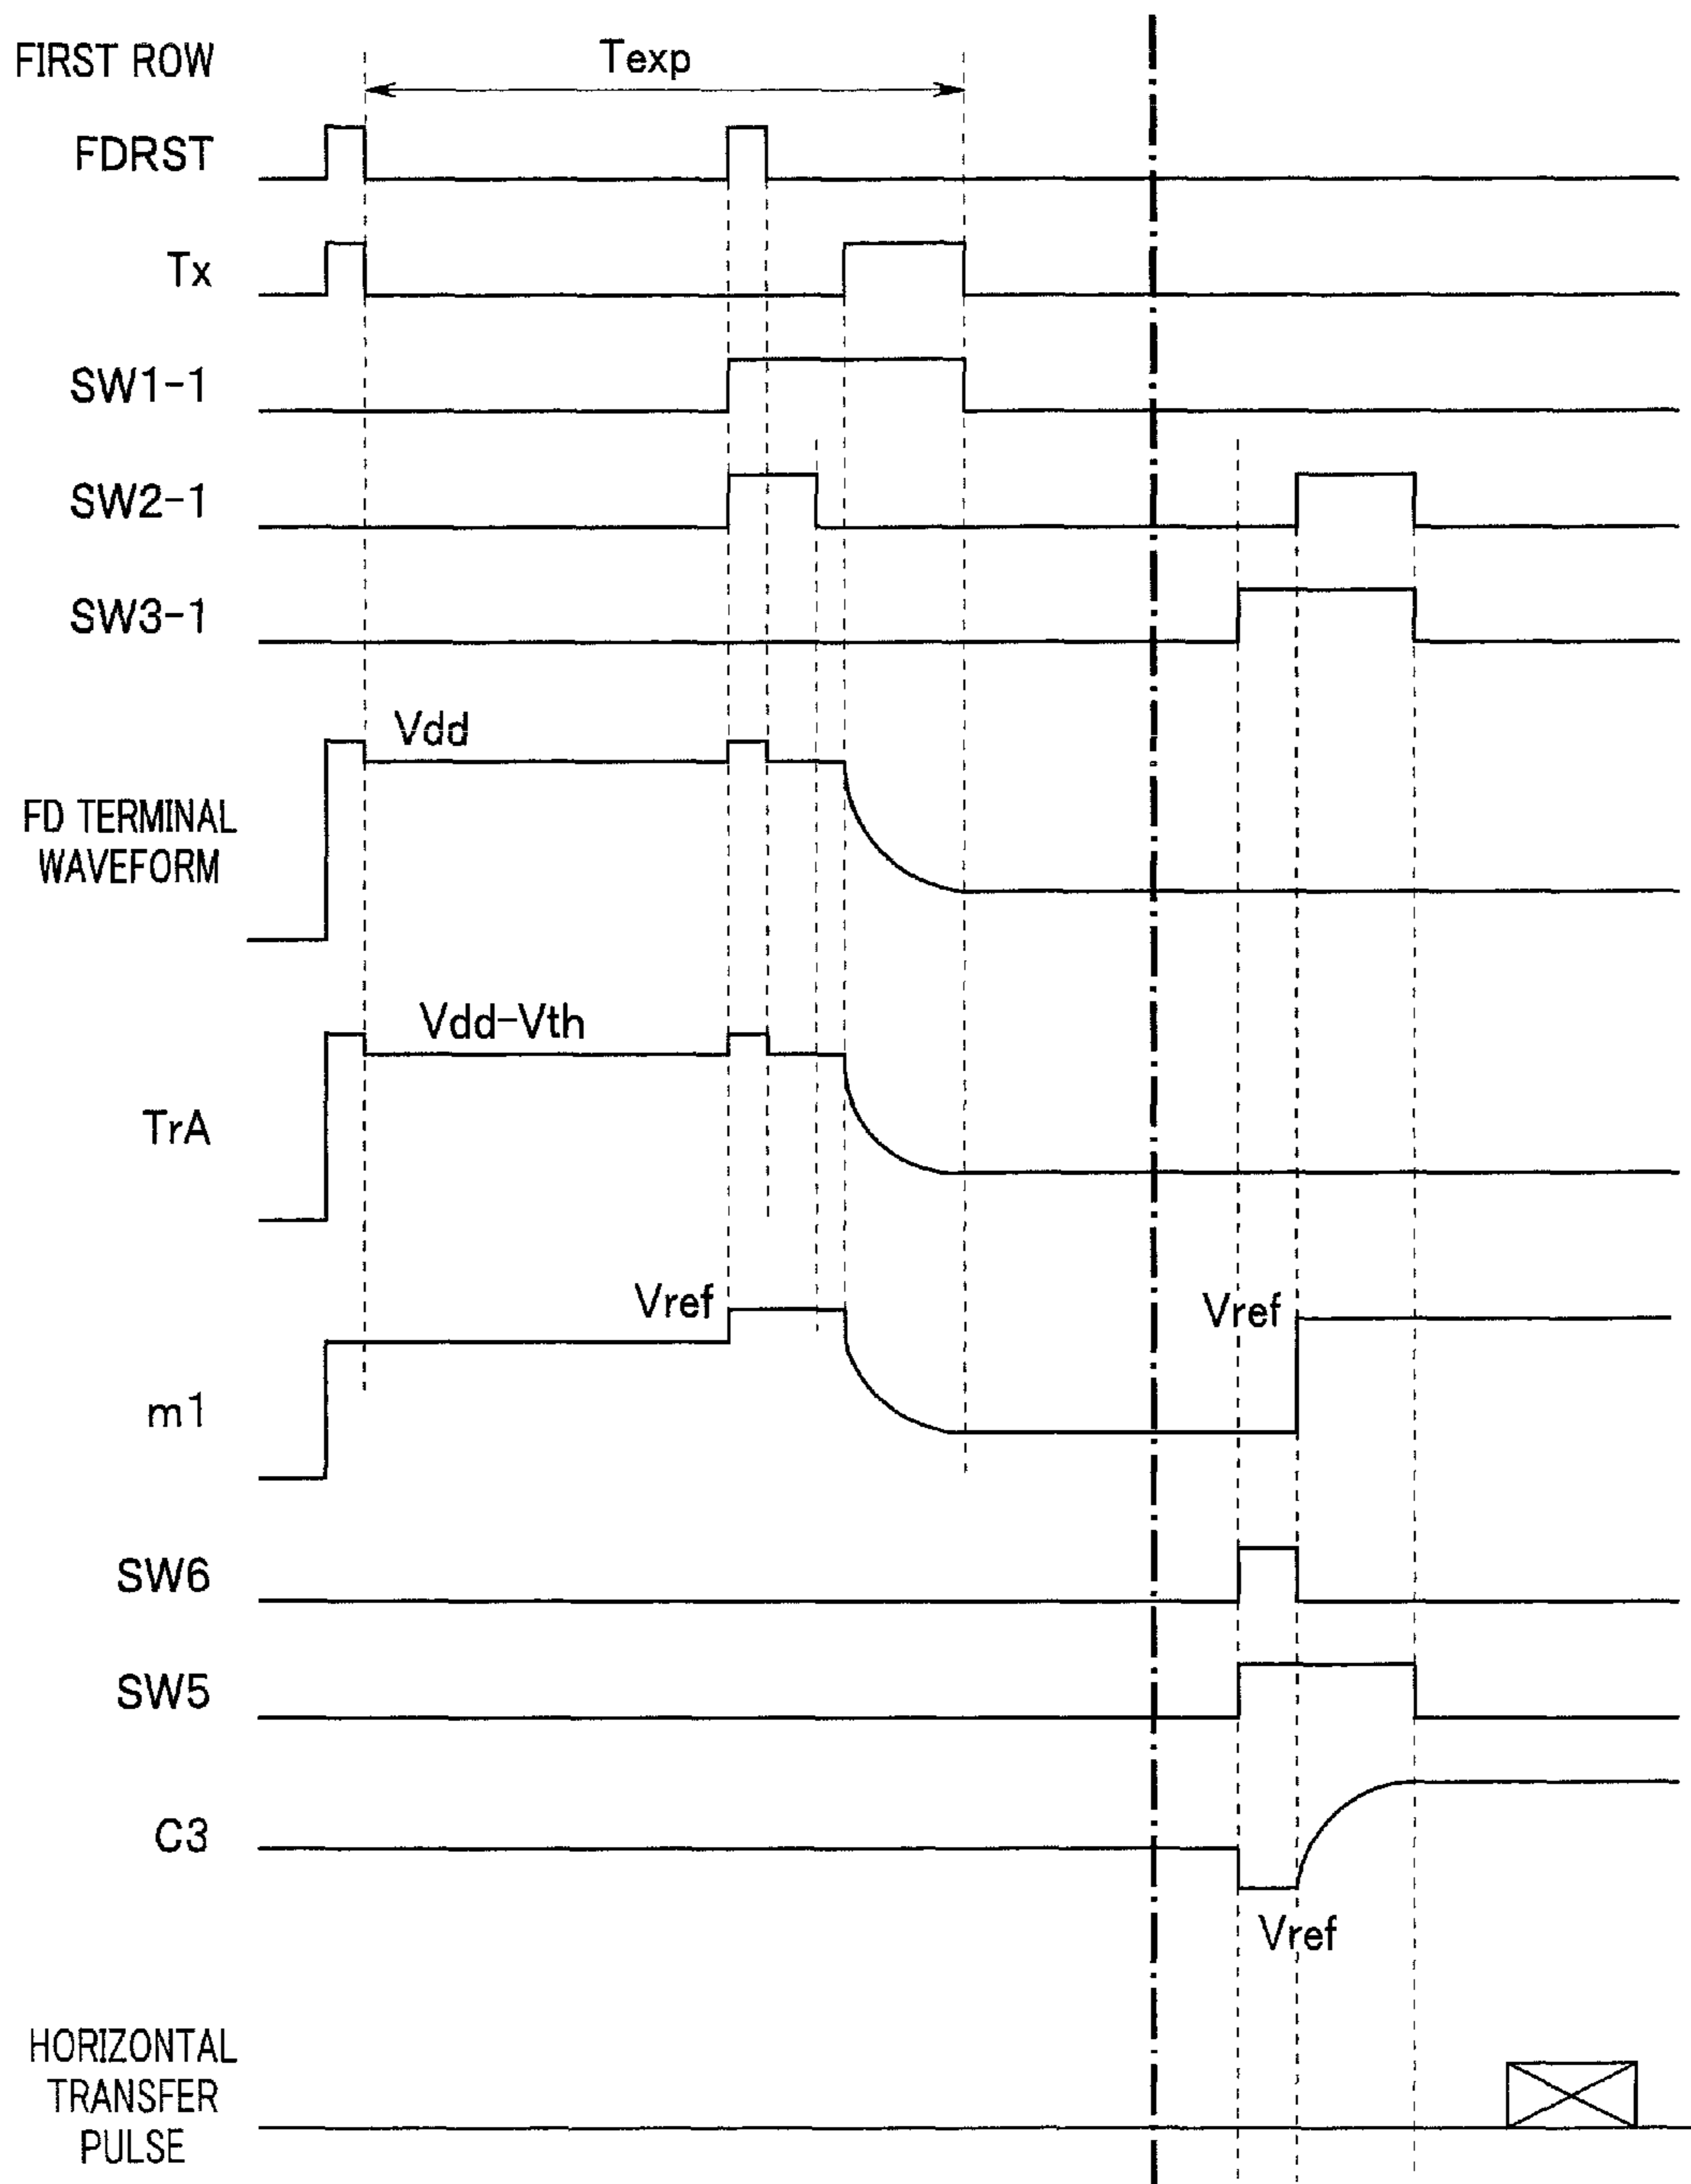 FIRST ROW
Texp
FDRST
Tx
SW1-1
SW2-1
SW3-1
Vdd
FD TERMINAL
WAVEFORM
Vdd-Vth
TrA
Vref
Vref
m1
SW6
SW5
C3
Vref
HORIZONTAL
TRANSFER
PULSE